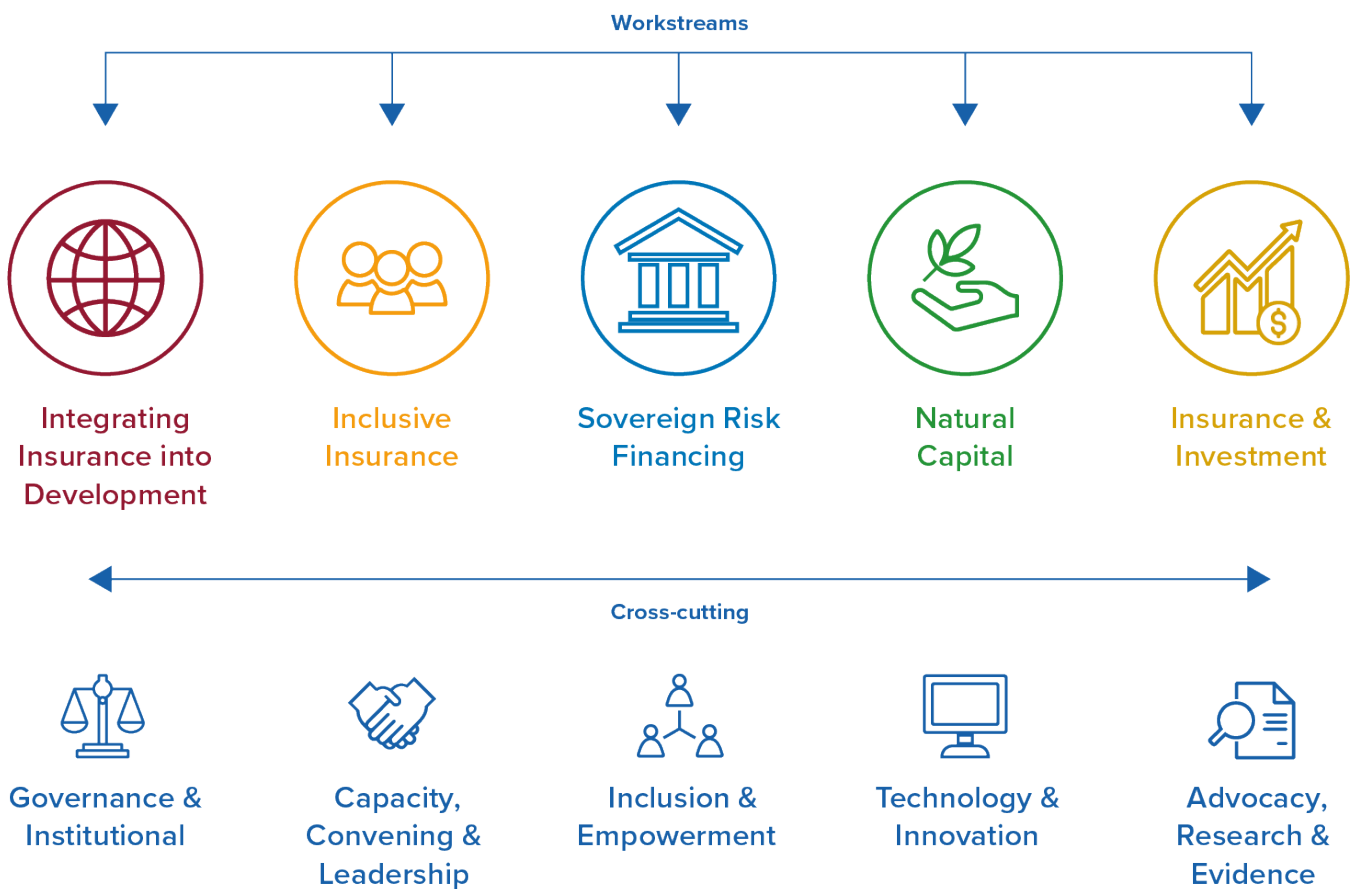 Workstreams
Integrating
Insurance into
Development
Inclusive
Insurance
Sovereign Risk
Financing
Natural
Capital
Insurance &
Investment
$
Cross-cutting
Governance &
Institutional
Capacity,
Convening &
Leadership
Inclusion &
Empowerment
Technology &
Innovation
Advocacy,
Research &
Evidence